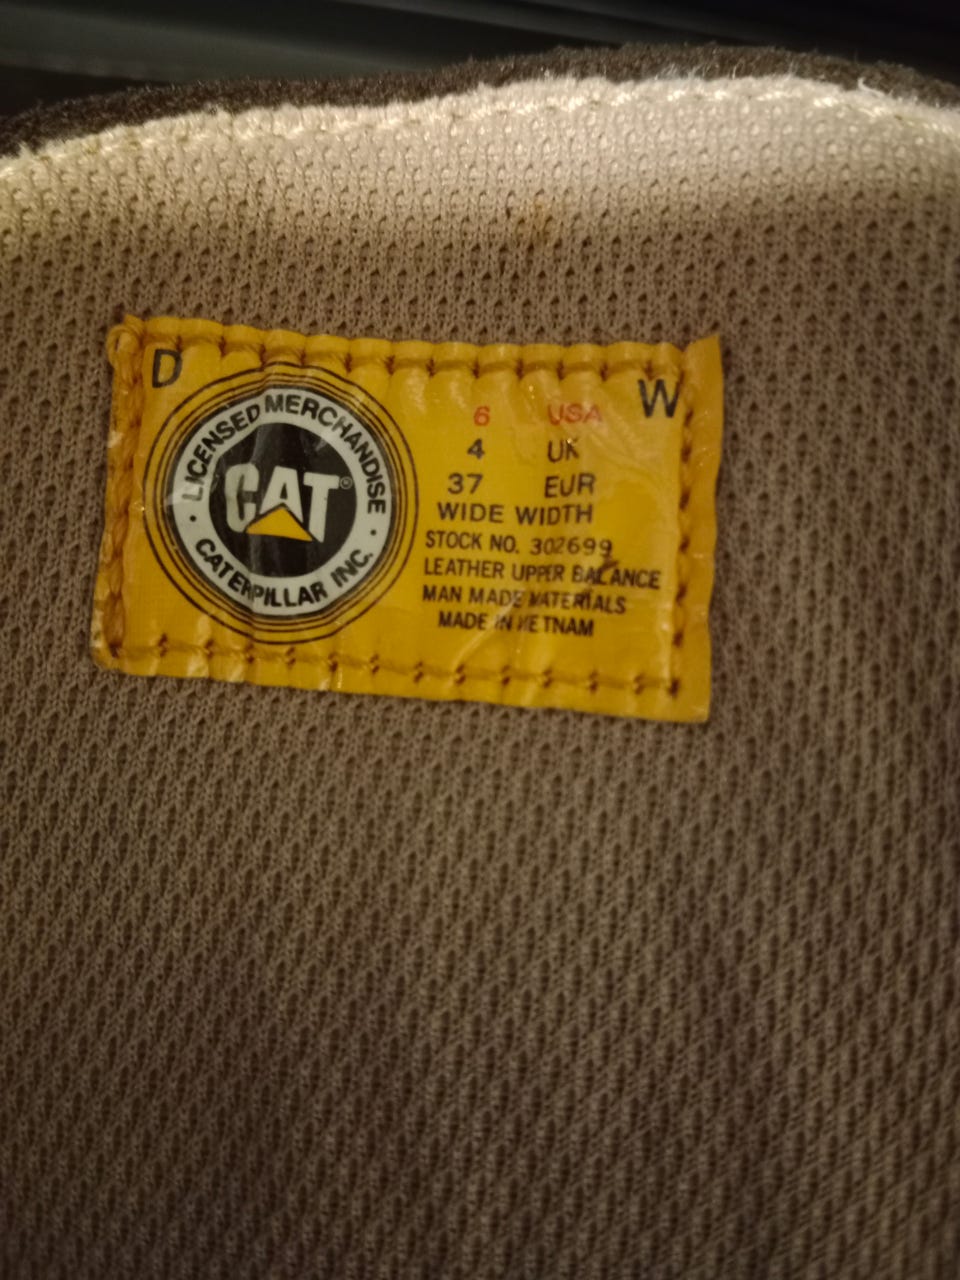 D
W
LICENSED MERCHANDISE
CAT®
· CATERPILLAR INC. ·
6 USA
4 UK
37 EUR
WIDE WIDTH
STOCK NO. 302699
LEATHER UPPER BALANCE
MAN MADE MATERIALS
MADE IN VIETNAM